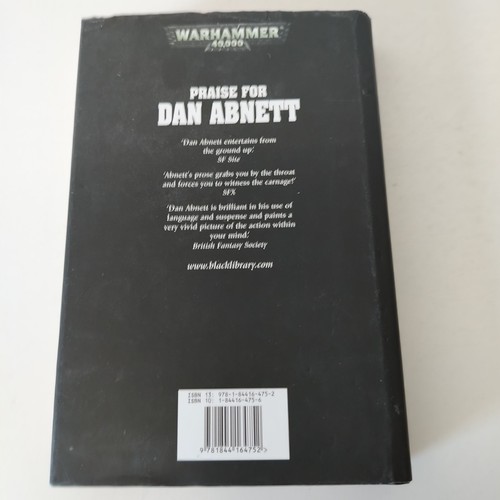 WARHAMMER
40,000
PRAISE FOR
DAN ABNETT
'Dan Abnett entertains from
the ground up.'
SF Site
'Abnett's prose grabs you by the throat
and forces you to witness the carnage!'
SFX
'Dan Abnett is brilliant in his use of
language and suspense and paints a
very vivid picture of the action within
your mind.'
British Fantasy Society
www.blacklibrary.com
ISBN 13: 978-1-84416-475-2
ISBN 10: 1-84416-475-6
9 781844 164752 >